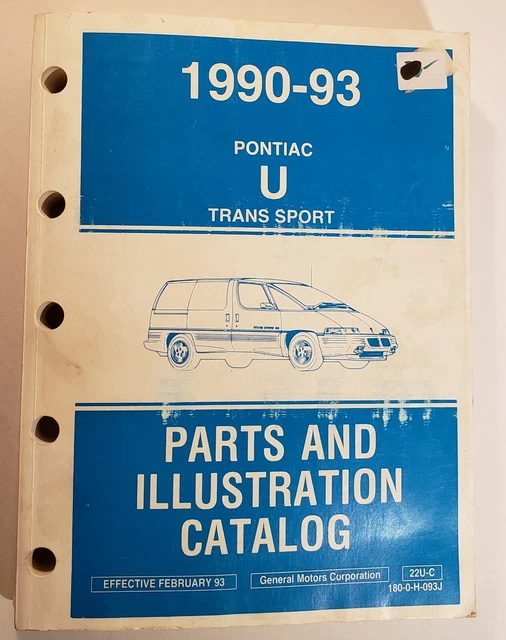 1990-93
PONTIAC
U
TRANS SPORT
PARTS AND
ILLUSTRATION
CATALOG
EFFECTIVE FEBRUARY 93
General Motors Corporation
22U-C
180-0-H-093J